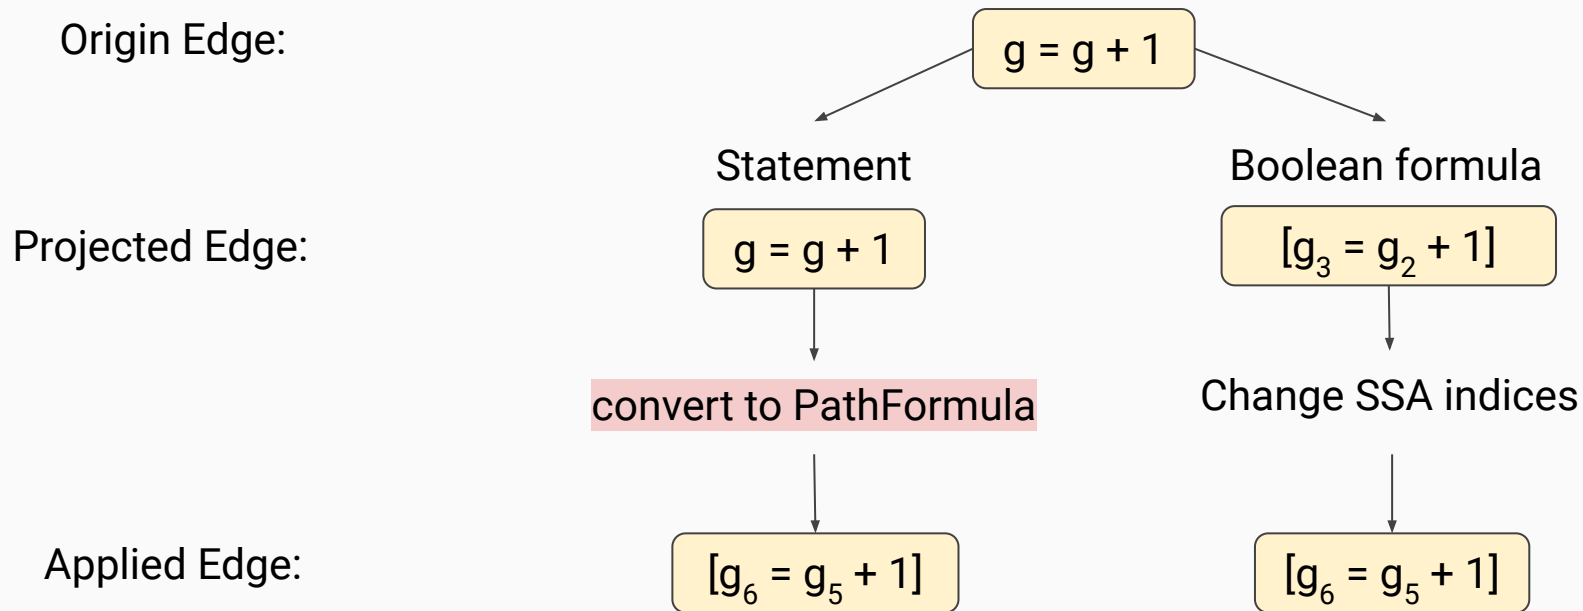 Origin Edge:
g = g + 1
Statement
Boolean formula
Projected Edge:
g = g + 1
[g₃ = g₂ + 1]
convert to PathFormula
Change SSA indices
Applied Edge:
[g₆ = g₅ + 1]
[g₆ = g₅ + 1]